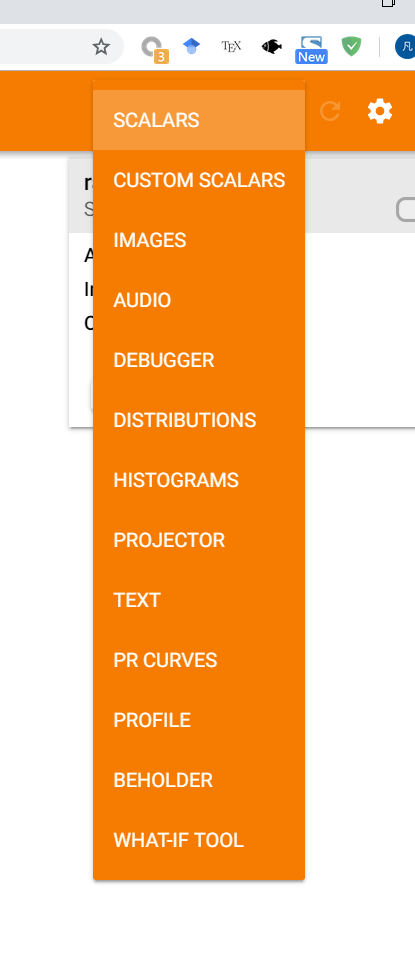 3
TEX
New
SCALARS
CUSTOM SCALARS
IMAGES
AUDIO
DEBUGGER
DISTRIBUTIONS
HISTOGRAMS
PROJECTOR
TEXT
PR CURVES
PROFILE
BEHOLDER
WHAT-IF TOOL